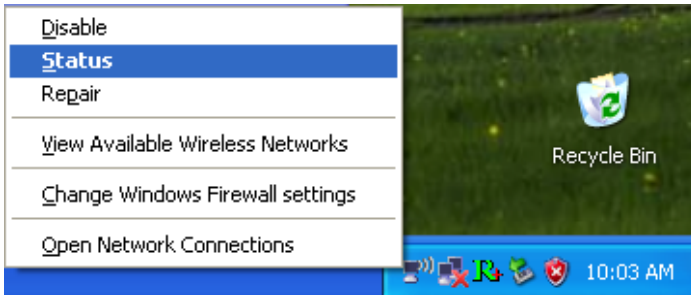 Disable
Status
Repair
View Available Wireless Networks
Change Windows Firewall settings
Open Network Connections
Recycle Bin
R+
10:03 AM